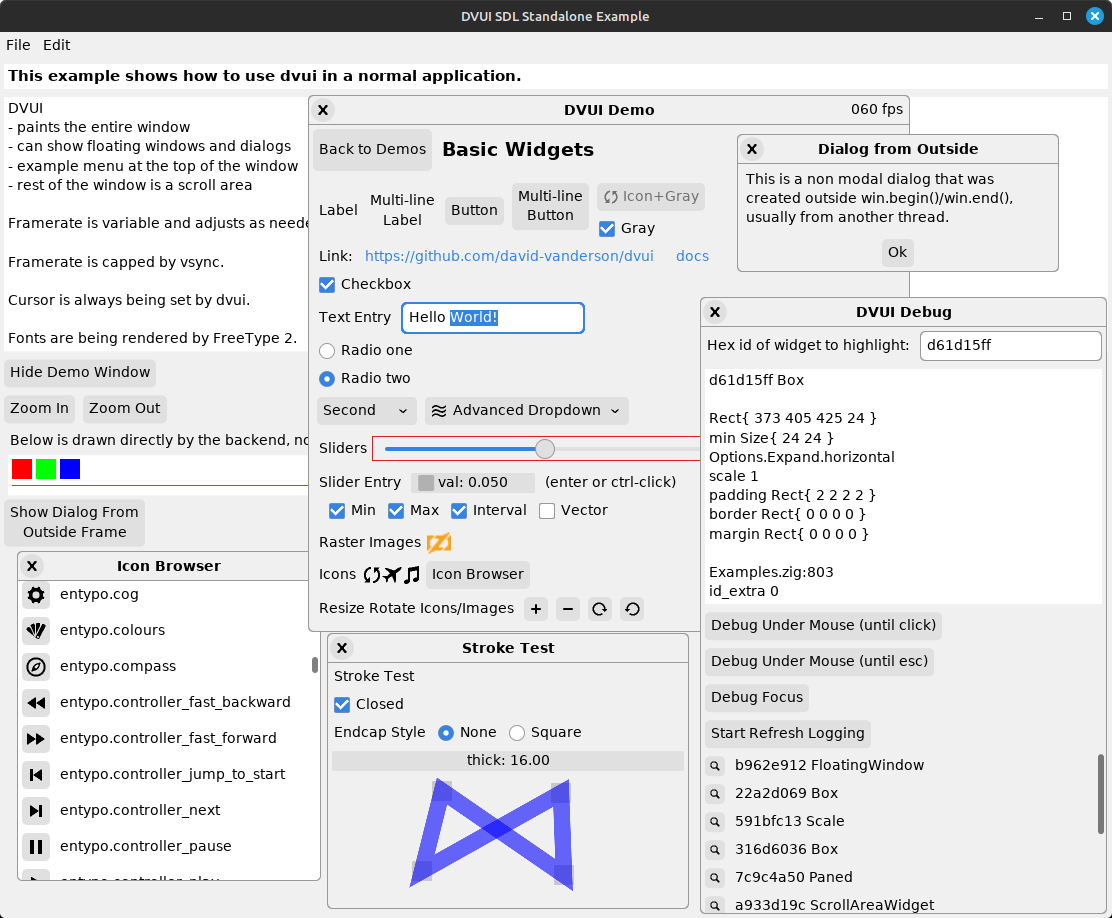 DVUI SDL Standalone Example
File Edit
This example shows how to use dvui in a normal application.
DVUI
- paints the entire window
- can show floating windows and dialogs
- example menu at the top of the window
- rest of the window is a scroll area
Framerate is variable and adjusts as neede
Framerate is capped by vsync.
Cursor is always being set by dvui.
Fonts are being rendered by FreeType 2.
Hide Demo Window
Zoom In Zoom Out
Below is drawn directly by the backend, no
Show Dialog From
Outside Frame
X Icon Browser
entypo.cog
entypo.colours
entypo.compass
entypo.controller_fast_backward
entypo.controller_fast_forward
entypo.controller_jump_to_start
entypo.controller_next
entypo.controller_pause
entypo.controller_play
X DVUI Demo 060 fps
Back to Demos Basic Widgets
Label Multi-line
Label Button Multi-line
Button Icon+Gray
Gray
Link: https://github.com/david-vanderson/dvui docs
Checkbox
Text Entry Hello World!
Radio one
Radio two
Second Advanced Dropdown
Sliders
Slider Entry val: 0.050 (enter or ctrl-click)
Min Max Interval Vector
Raster Images
Icons Icon Browser
Resize Rotate Icons/Images + −
X Stroke Test
Stroke Test
Closed
Endcap Style None Square
thick: 16.00
X Dialog from Outside
This is a non modal dialog that was
created outside win.begin()/win.end(),
usually from another thread.
Ok
X DVUI Debug
Hex id of widget to highlight: d61d15ff
d61d15ff Box
Rect{ 373 405 425 24 }
min Size{ 24 24 }
Options.Expand.horizontal
scale 1
padding Rect{ 2 2 2 2 }
border Rect{ 0 0 0 0 }
margin Rect{ 0 0 0 0 }
Examples.zig:803
id_extra 0
Debug Under Mouse (until click)
Debug Under Mouse (until esc)
Debug Focus
Start Refresh Logging
b962e912 FloatingWindow
22a2d069 Box
591bfc13 Scale
316d6036 Box
7c9c4a50 Paned
a933d19c ScrollAreaWidget